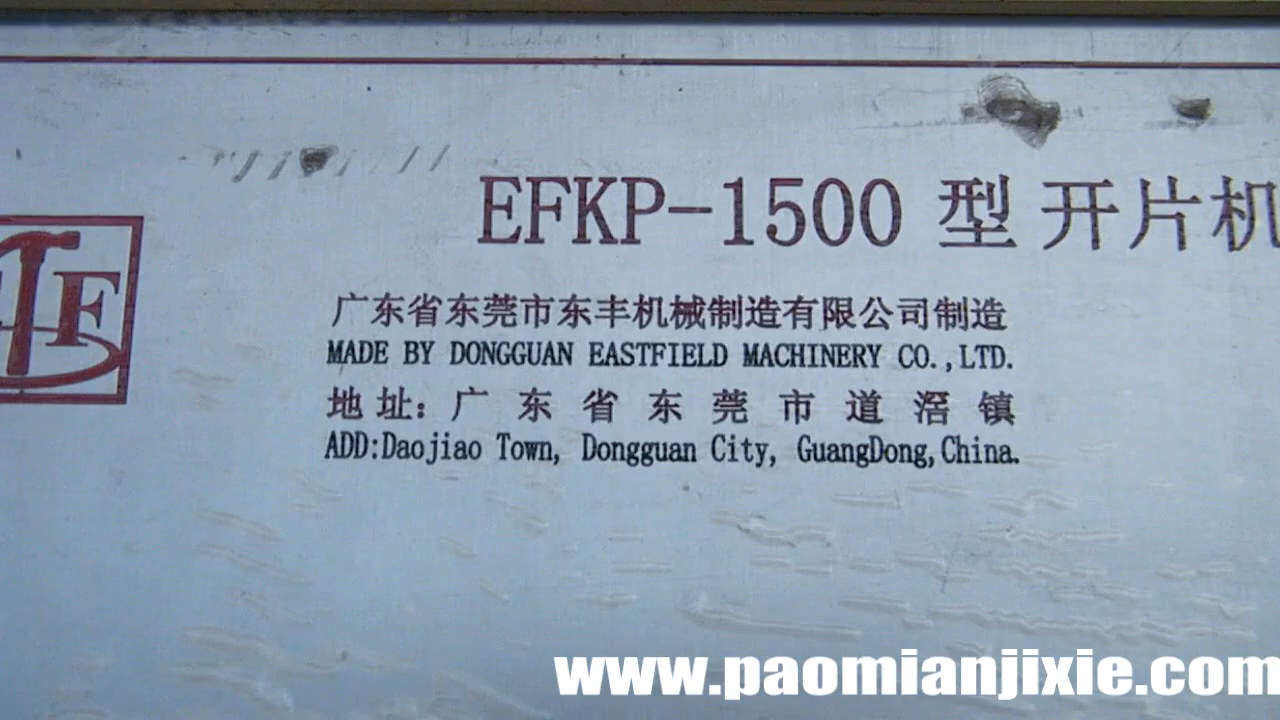 EFKP-1500 型开片机
F
广东省东莞市东丰机械制造有限公司制造
MADE BY DONGGUAN EASTFIELD MACHINERY CO.,LTD.
地址：广东省东莞市道滘镇
ADD:Daojiao Town, Dongguan City, GuangDong,China.
www.paomianjixie.com